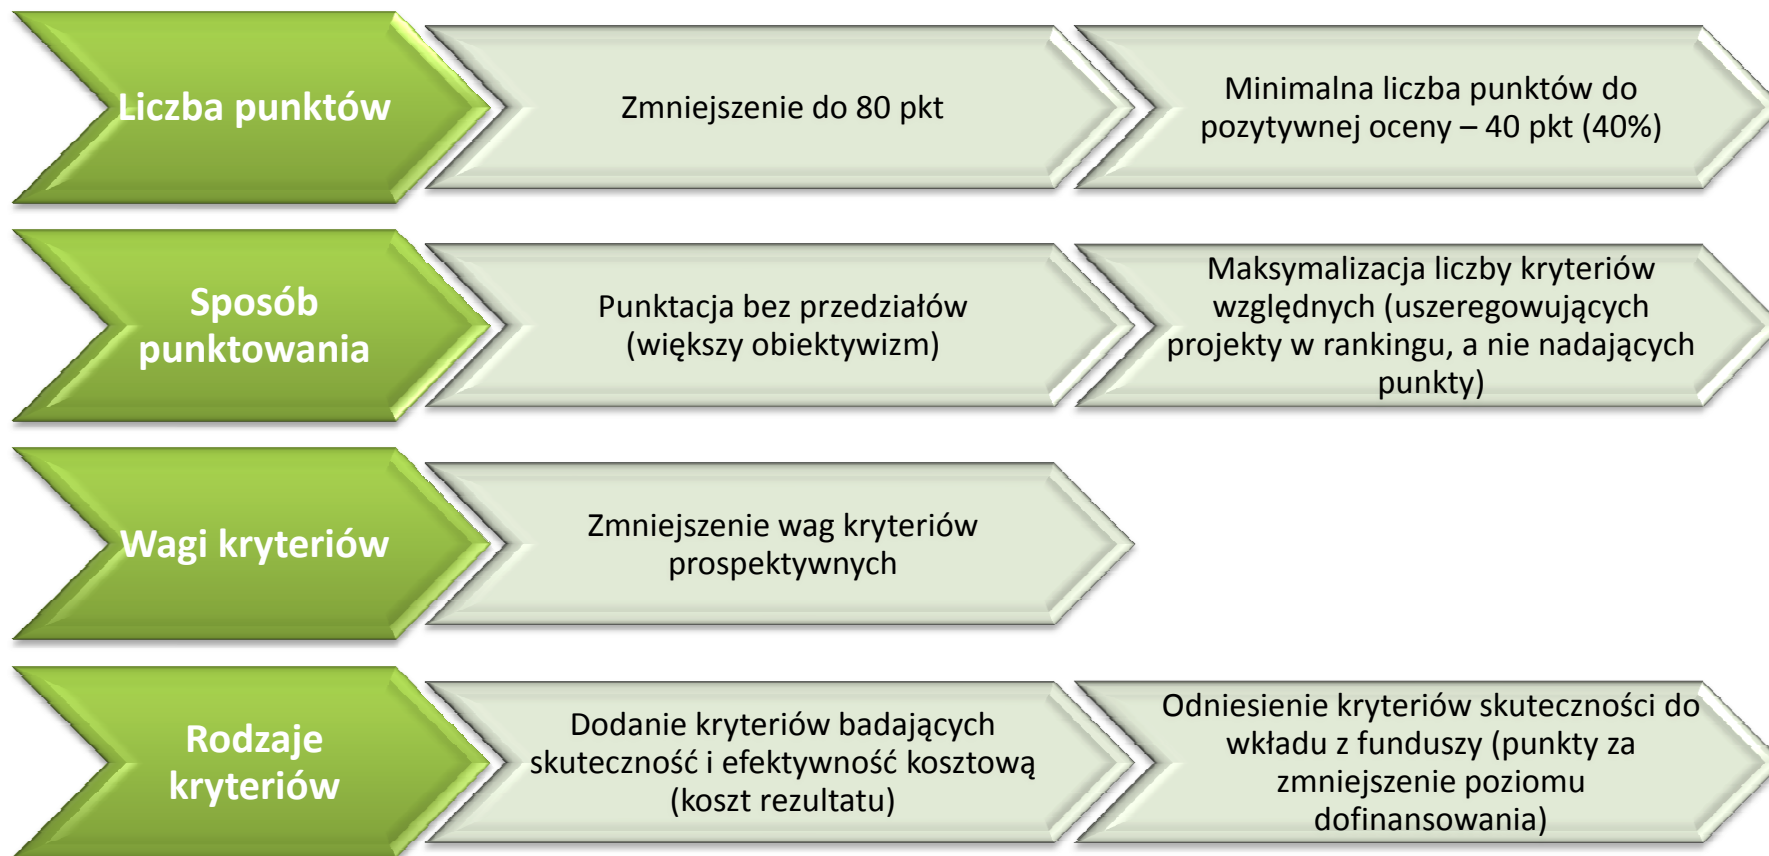 Liczba punktów
Zmniejszenie do 80 pkt
Minimalna liczba punktów do
pozytywnej oceny – 40 pkt (40%)
Sposób
punktowania
Punktacja bez przedziałów
(większy obiektywizm)
Maksymalizacja liczby kryteriów
względnych (uszeregowujących
projekty w rankingu, a nie nadających
punkty)
Wagi kryteriów
Zmniejszenie wag kryteriów
prospektywnych
Rodzaje
kryteriów
Dodanie kryteriów badających
skuteczność i efektywność kosztową
(koszt rezultatu)
Odniesienie kryteriów skuteczności do
wkładu z funduszy (punkty za
zmniejszenie poziomu
dofinansowania)